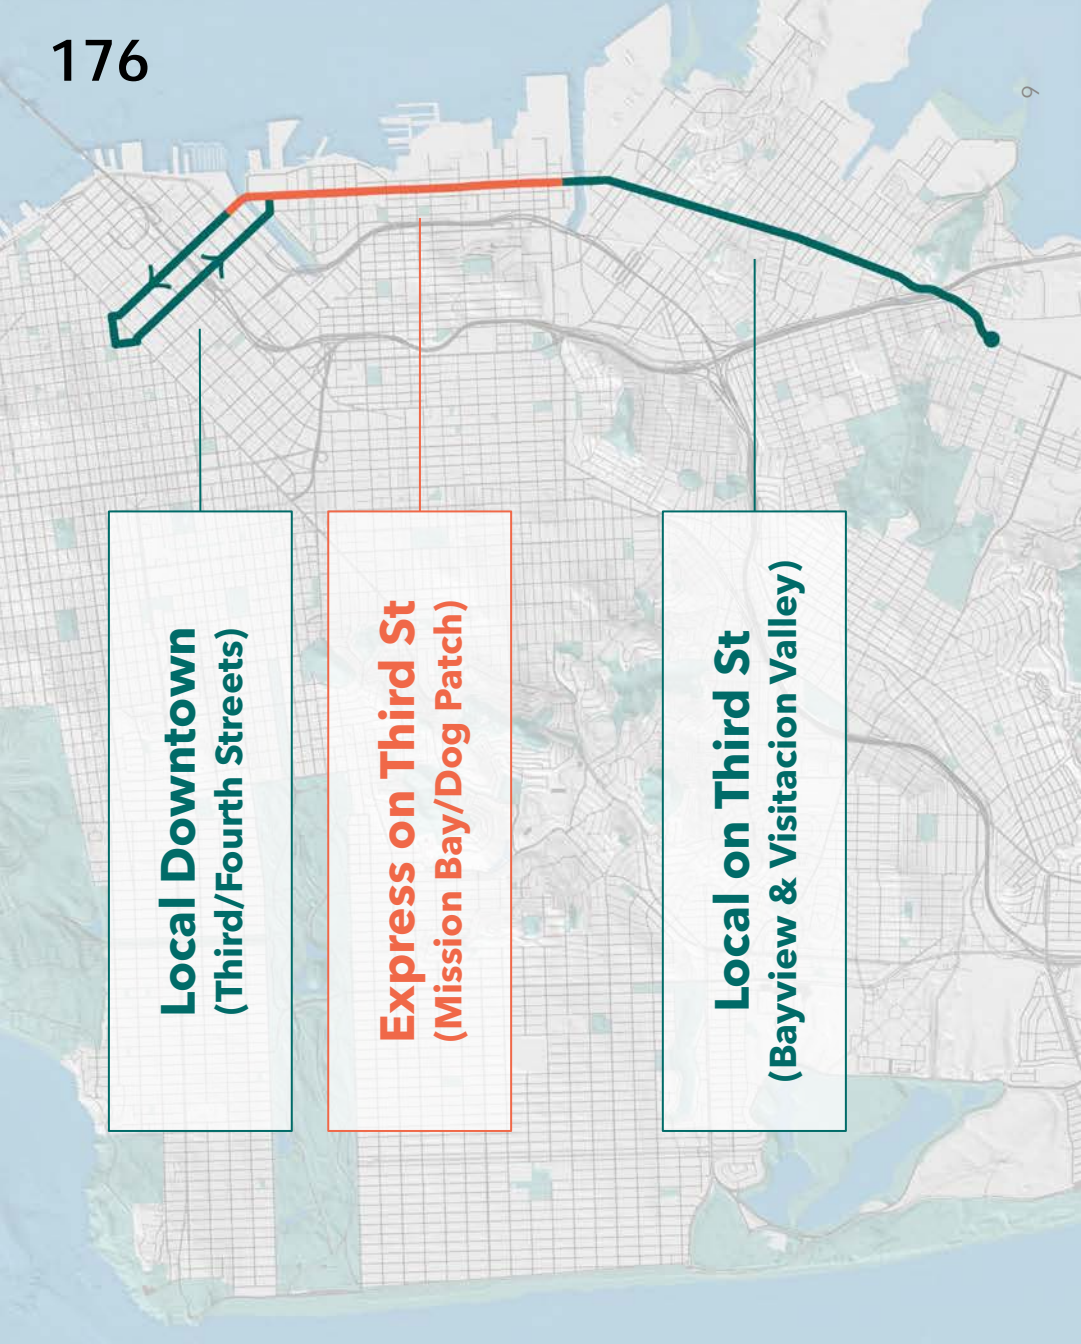 176
Local Downtown
(Third/Fourth Streets)
Express on Third St
(Mission Bay/Dog Patch)
Local on Third St
(Bayview & Visitacion Valley)
6